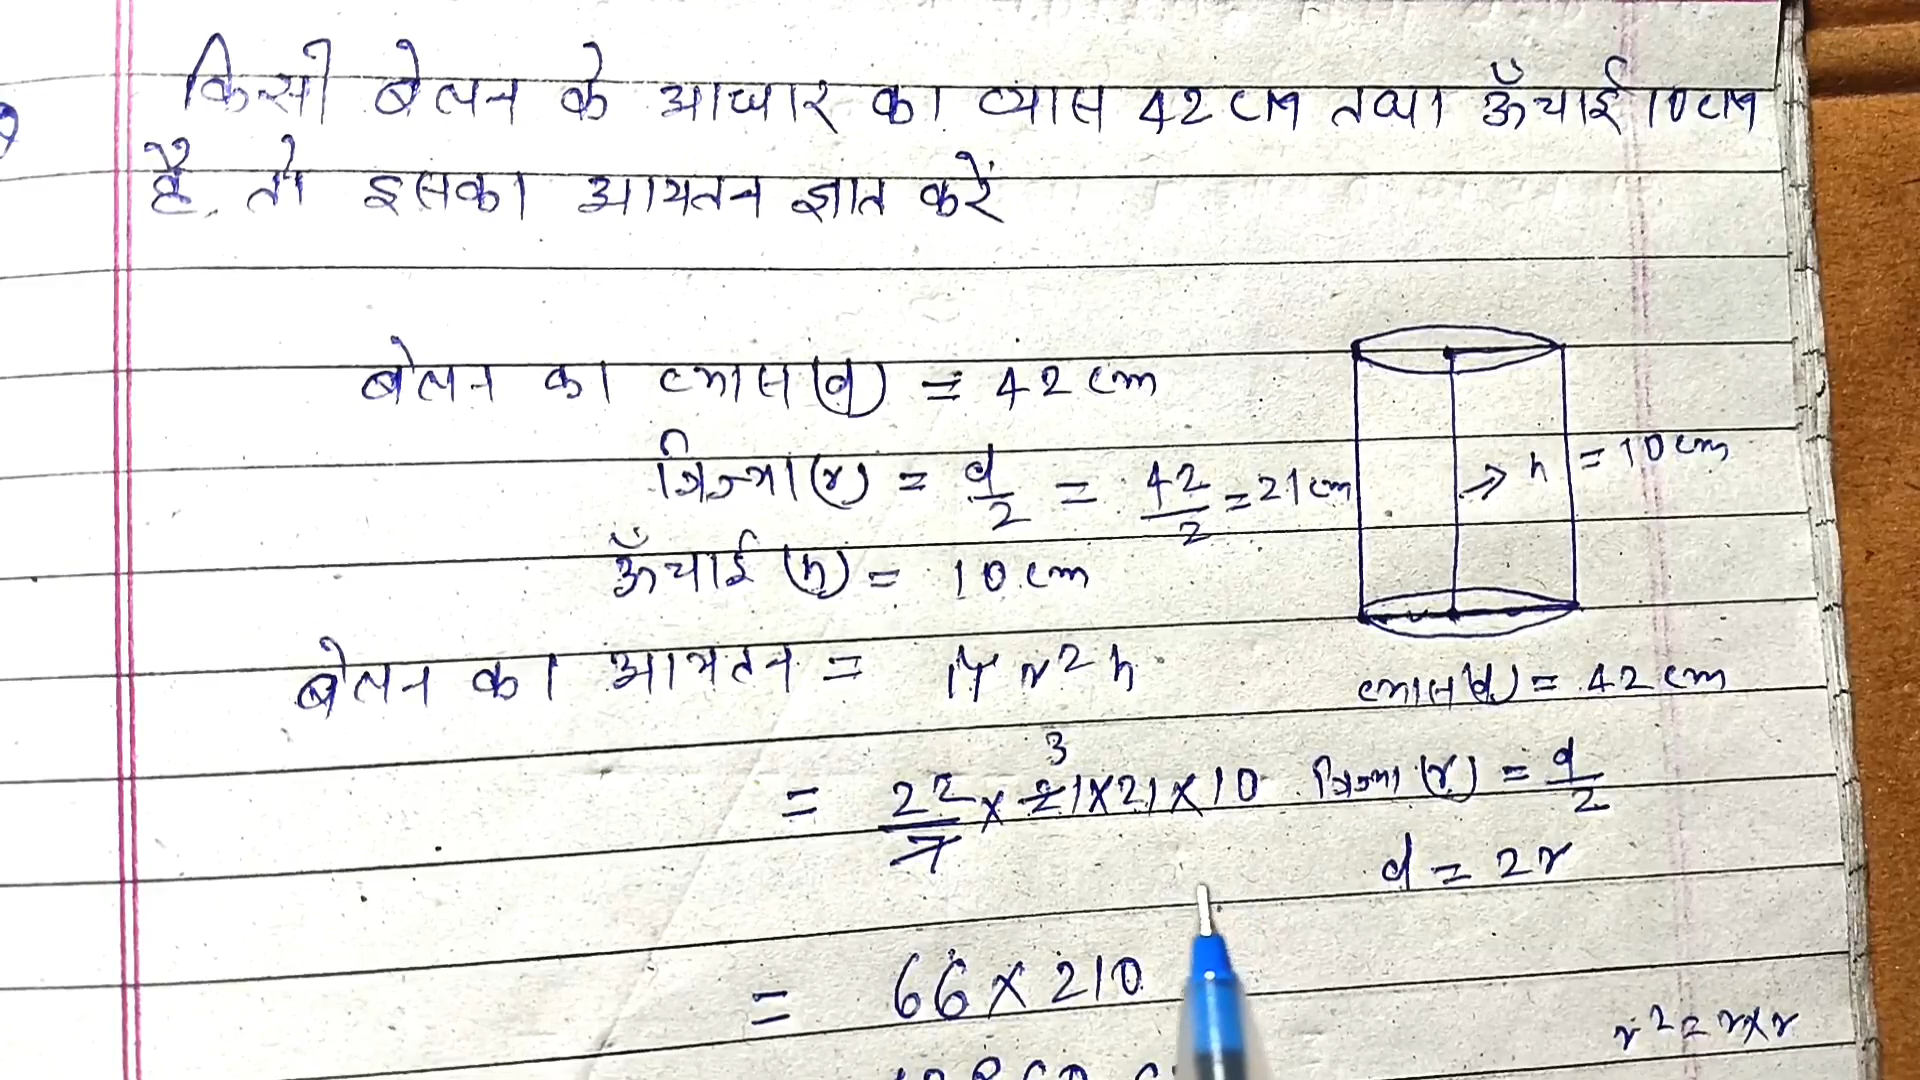 किसी बेलन के आधार का व्यास 42 cm तथा ऊँचाई 10 cm
है, तो इसका आयतन ज्ञात करें
बेलन का व्यास (d) = 42 cm
त्रिज्या (r) = d/2 = 42/2 = 21 cm
h = 10 cm
ऊँचाई (h) = 10 cm
बेलन का आयतन = π r² h
व्यास (d) = 42 cm
3
= 22/7 × 21 × 21 × 10
त्रिज्या (r) = d/2
d = 2r
= 66 × 210
r² = r × r